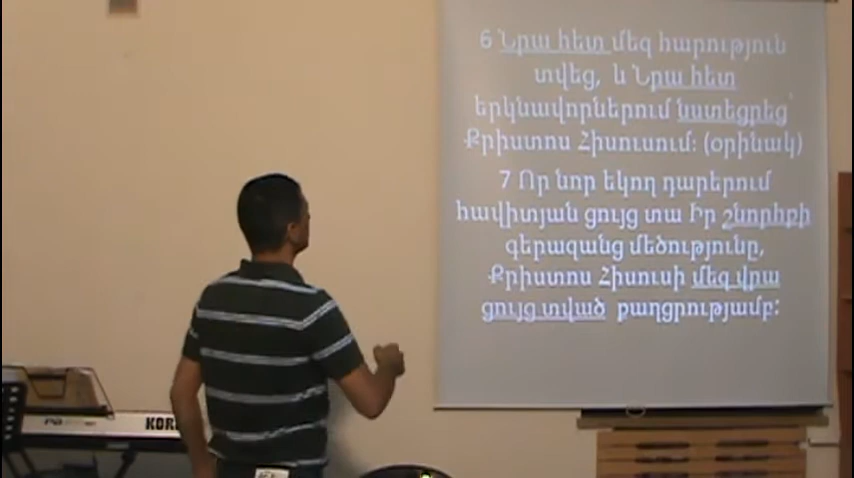 6 Նրա հետ մեզ հարություն
տվեց, և Նրա հետ
երկնավորներում նստեցրեց՝
Քրիստոս Հիսուսում: (օրինակ)
7 Որ նոր եկող դարերում
հավիտյան ցույց տա Իր շնորհքի
գերազանց մեծությունը,
Քրիստոս Հիսուսի մեզ վրա
ցույց տված քաղցրությամբ:
KORG